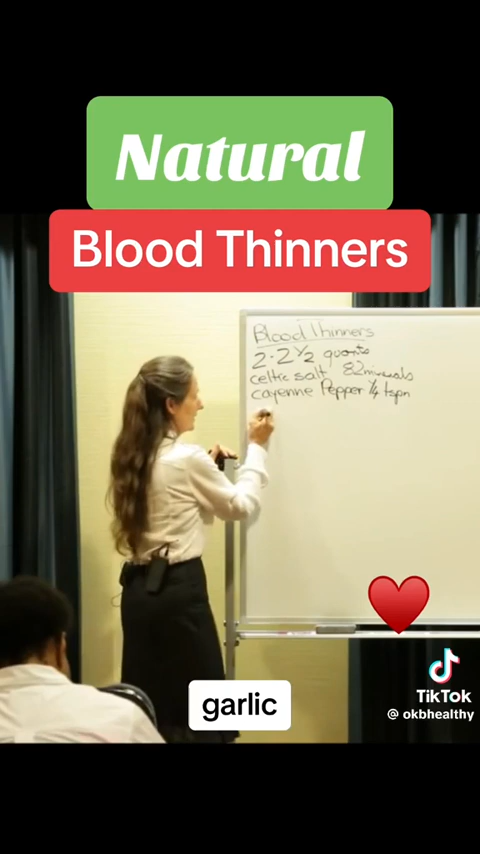 Natural
Blood Thinners
Blood Thinners
2-2½ quarts
celtic salt 82 minerals
cayenne Pepper ¼ tspn
garlic
TikTok
@ okbhealthy